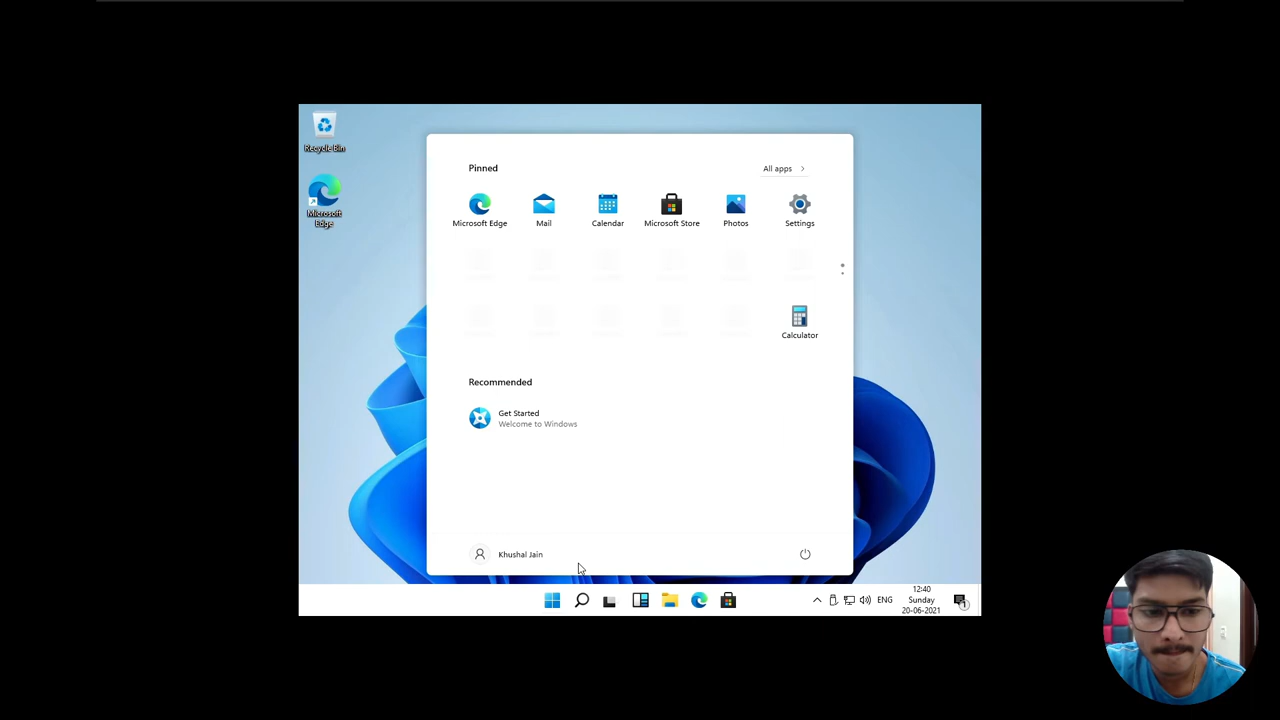 Recycle Bin
Microsoft
Edge
Pinned
All apps
Microsoft Edge
Mail
Calendar
Microsoft Store
Photos
Settings
Calculator
Recommended
Get Started
Welcome to Windows
Khushal Jain
ENG
12:40
Sunday
20-06-2021
1